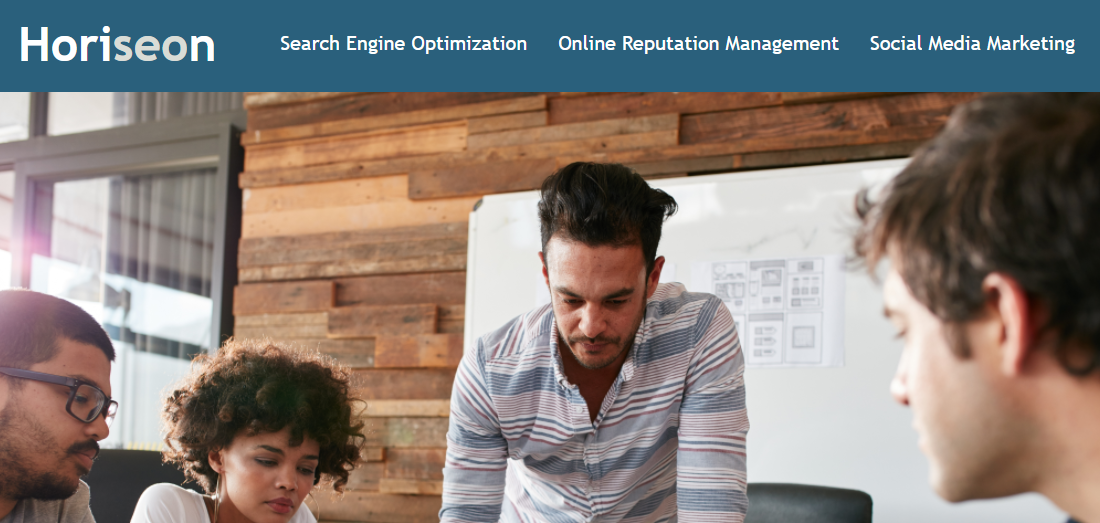 Horiseon
Search Engine Optimization
Online Reputation Management
Social Media Marketing